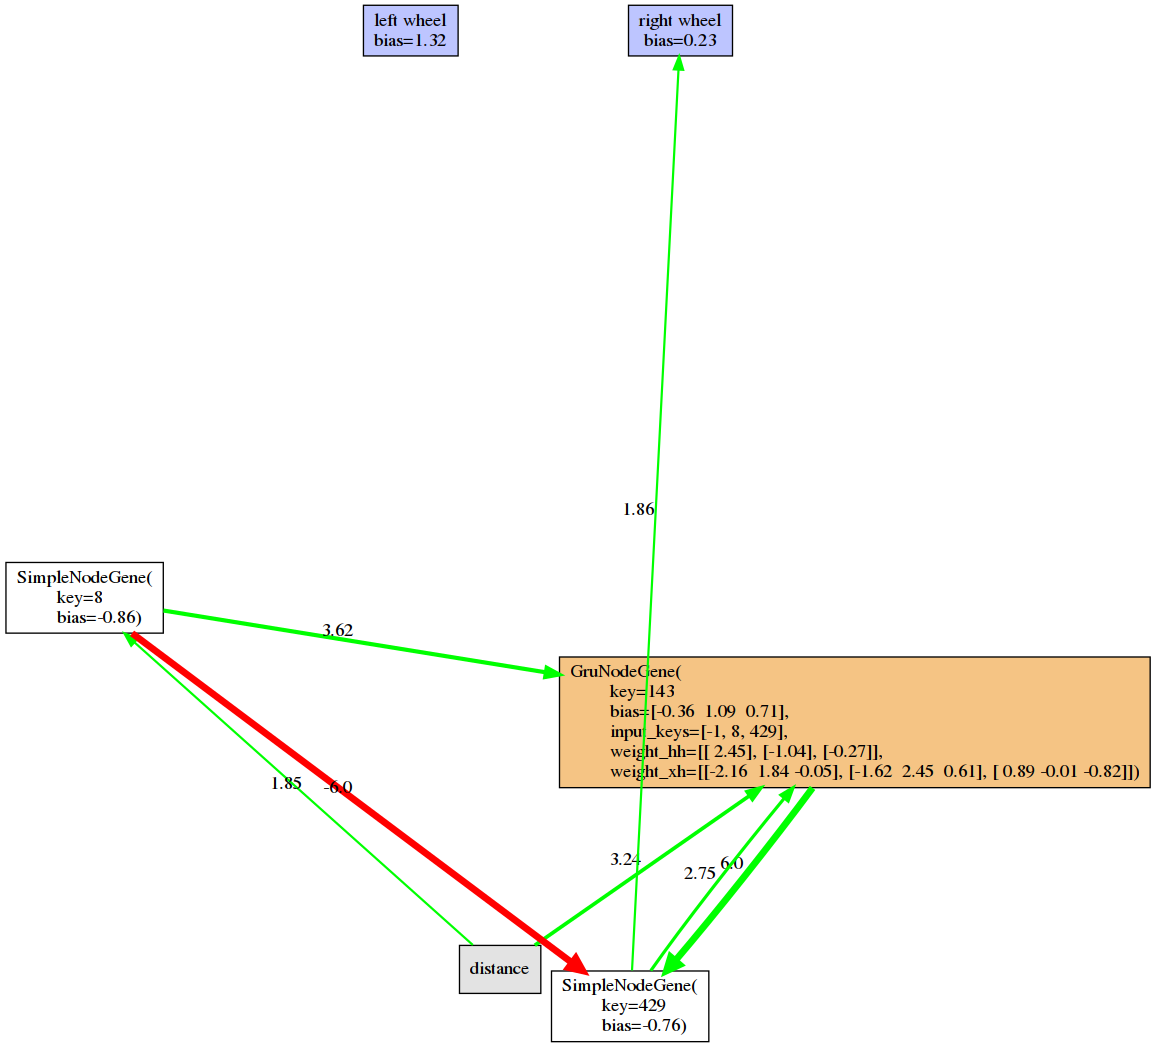 left wheel
bias=1.32
right wheel
bias=0.23
1.86
SimpleNodeGene(
key=8
bias=-0.86)
3.62
GruNodeGene(
key=143
bias=[-0.36 1.09 0.71],
input_keys=[-1, 8, 429],
weight_hh=[[ 2.45], [-1.04], [-0.27]],
weight_xh=[[-2.16 1.84 -0.05], [-1.62 2.45 0.61], [ 0.89 -0.01 -0.82]])
1.85
-6.0
3.24
2.75
6.0
distance
SimpleNodeGene(
key=429
bias=-0.76)